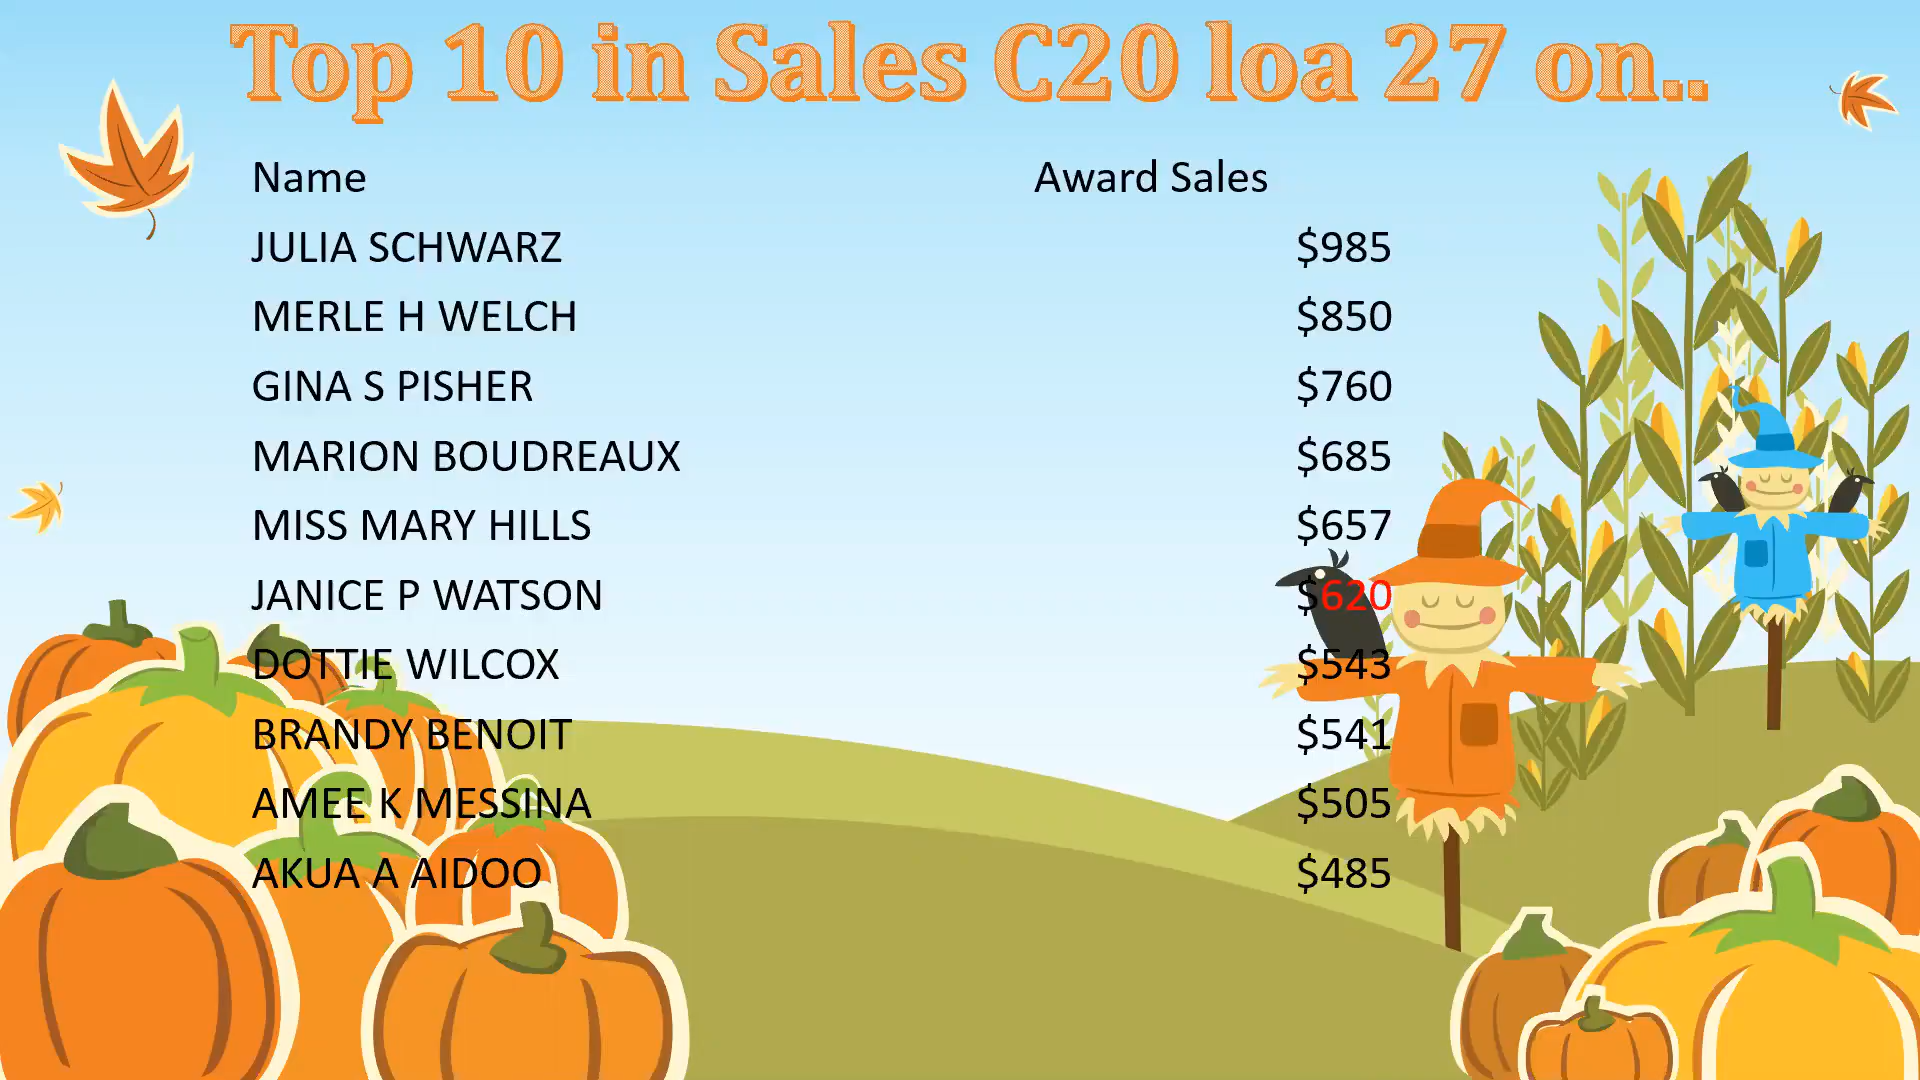 Top 10 in Sales C20 loa 27 on..
Name Award Sales
JULIA SCHWARZ $985
MERLE H WELCH $850
GINA S PISHER $760
MARION BOUDREAUX $685
MISS MARY HILLS $657
JANICE P WATSON $620
DOTTIE WILCOX $543
BRANDY BENOIT $541
AMEE K MESSINA $505
AKUA A AIDOO $485